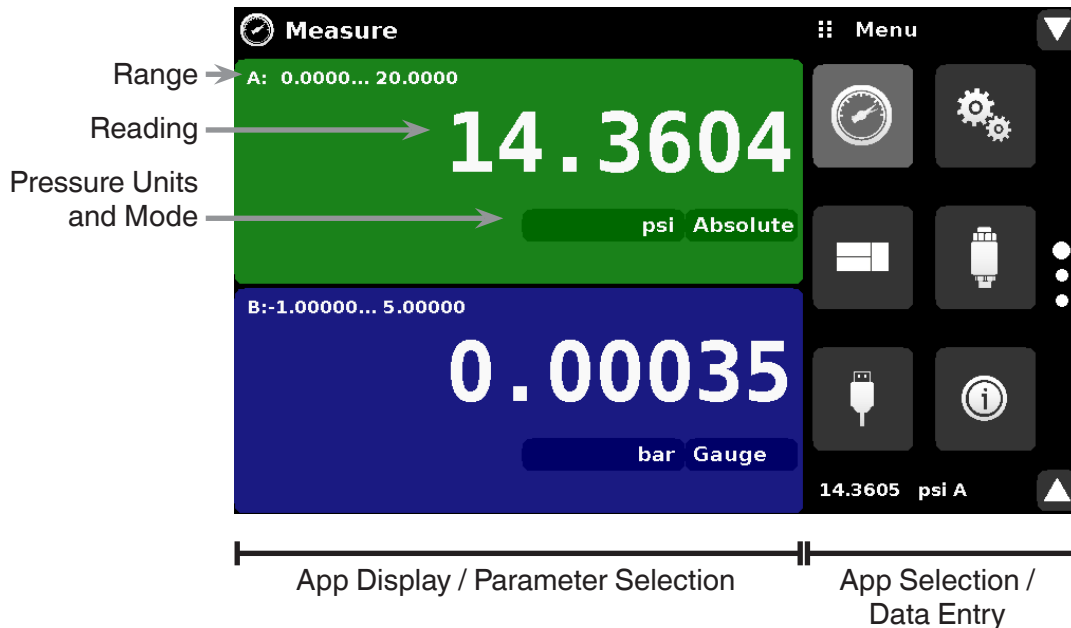 Measure
Menu
Range
A: 0.0000... 20.0000
Reading
14.3604
Pressure Units
and Mode
psi Absolute
B:-1.00000... 5.00000
0.00035
bar Gauge
14.3605 psi A
App Display / Parameter Selection
App Selection /
Data Entry